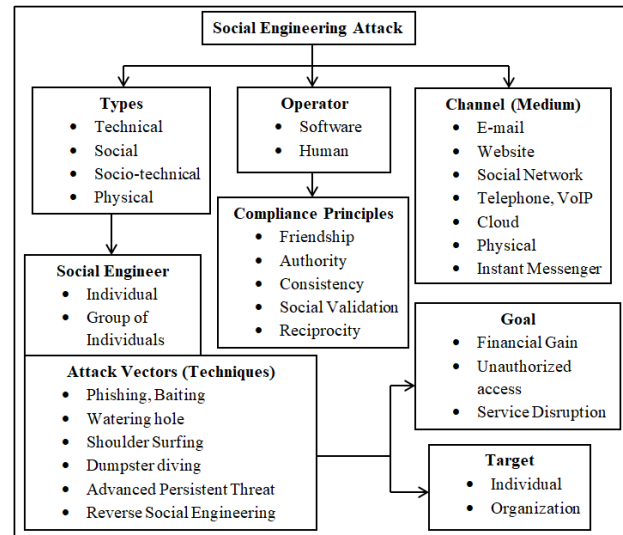 Social Engineering Attack
Types
• Technical
• Social
• Socio-technical
• Physical
Operator
• Software
• Human
Channel (Medium)
• E-mail
• Website
• Social Network
• Telephone, VoIP
• Cloud
• Physical
• Instant Messenger
Compliance Principles
• Friendship
• Authority
• Consistency
• Social Validation
• Reciprocity
Social Engineer
• Individual
• Group of
Individuals
Attack Vectors (Techniques)
• Phishing, Baiting
• Watering hole
• Shoulder Surfing
• Dumpster diving
• Advanced Persistent Threat
• Reverse Social Engineering
Goal
• Financial Gain
• Unauthorized
access
• Service Disruption
Target
• Individual
• Organization